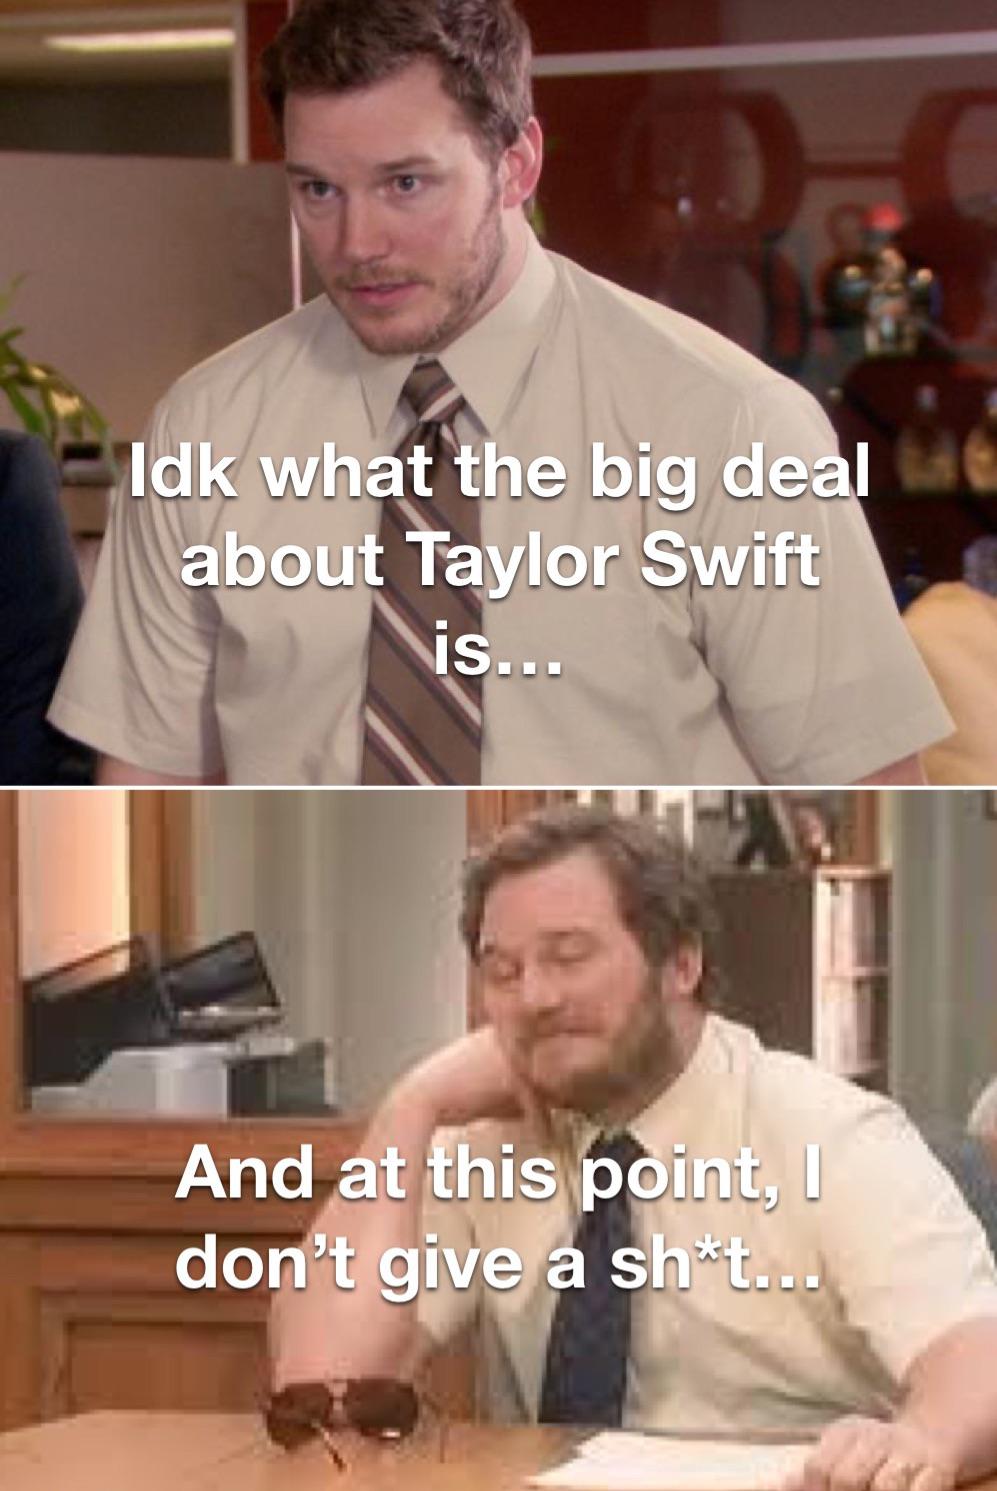 Idk what the big deal
about Taylor Swift
is...
And at this point, I
don't give a sh*t...